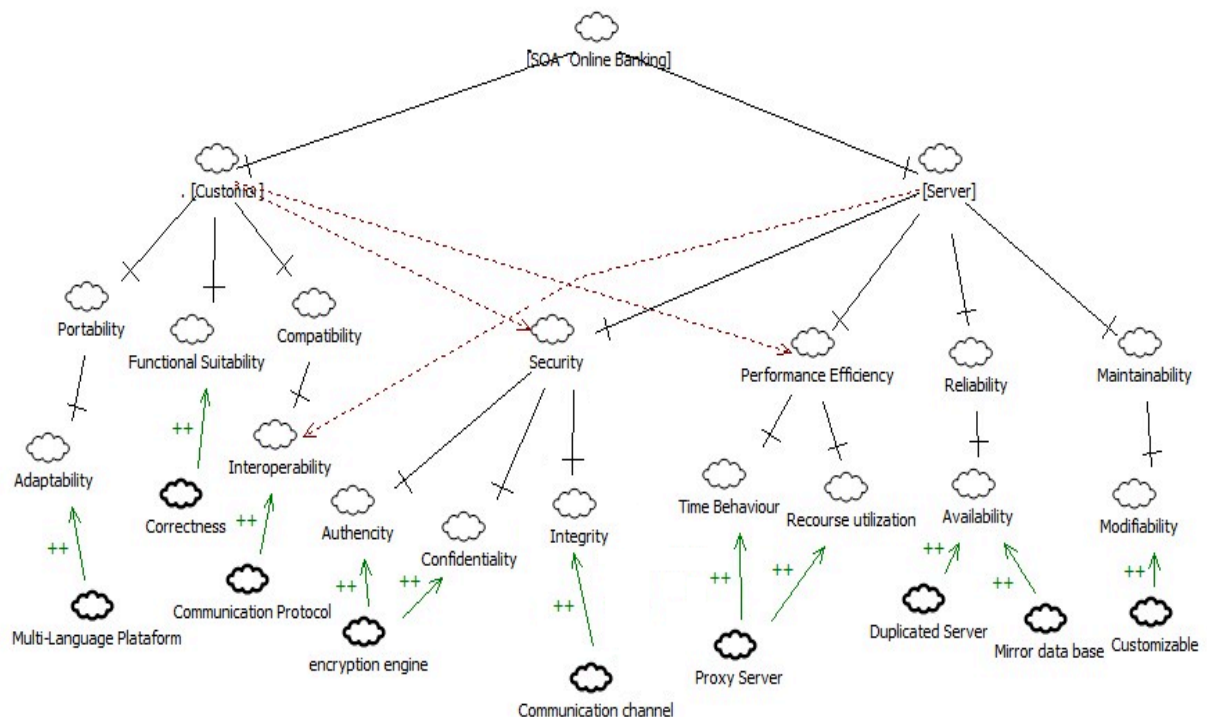 [SOA Online Banking]
. [Custom ]
[Server]
Portability
Functional Suitability
Compatibility
Security
Performance Efficiency
Reliability
Maintainability
Adaptability
++
Interoperability
++
Correctness
++
Communication Protocol
Authencity
Confidentiality
Integrity
Time Behaviour
Recourse utilization
Availability
Modifiability
++
Multi-Language Plataform
++
++
encryption engine
++
Communication channel
++
++
Proxy Server
++
Duplicated Server
++
Mirror data base
++
Customizable